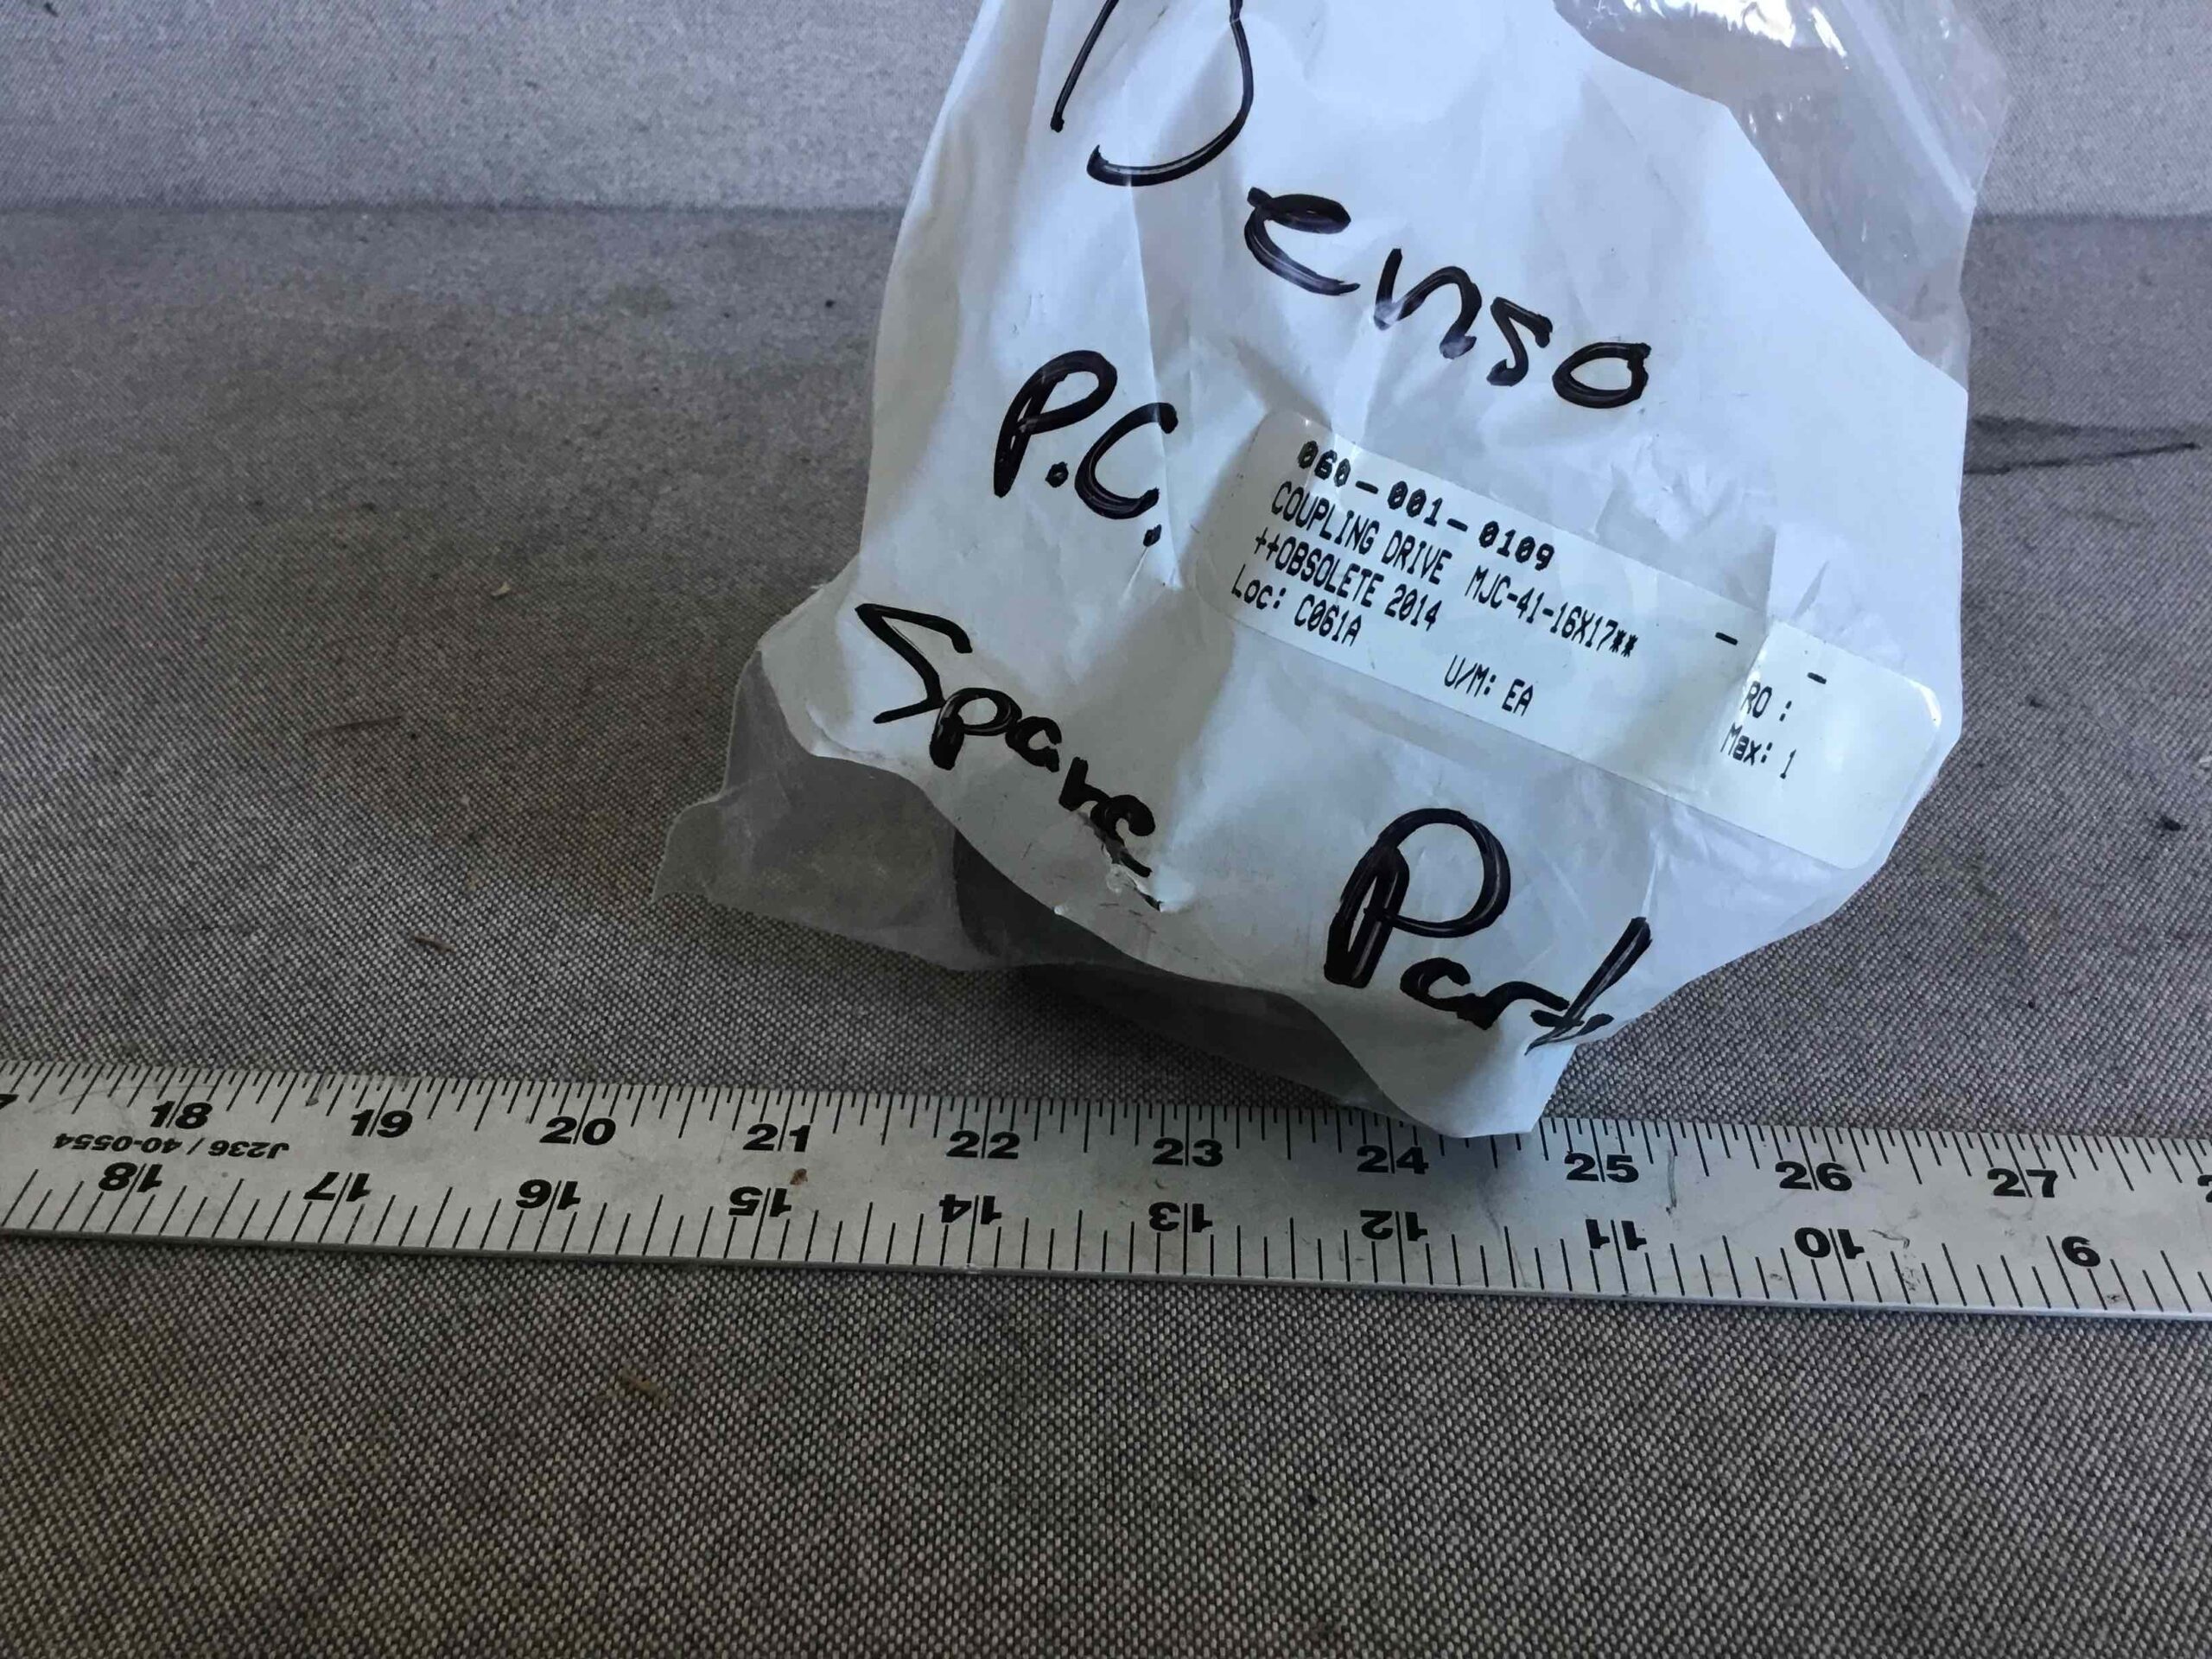 Denso
P.C.
060-001-0109
COUPLING DRIVE MJC-41-16X17** - -
++OBSOLETE 2014 RO :
Loc: C061A U/M: EA Max: 1
Spare Part
18 19 20 21 22 23 24 25 26 27
J236 / 40-0554
18 17 16 15 14 13 12 11 10 9